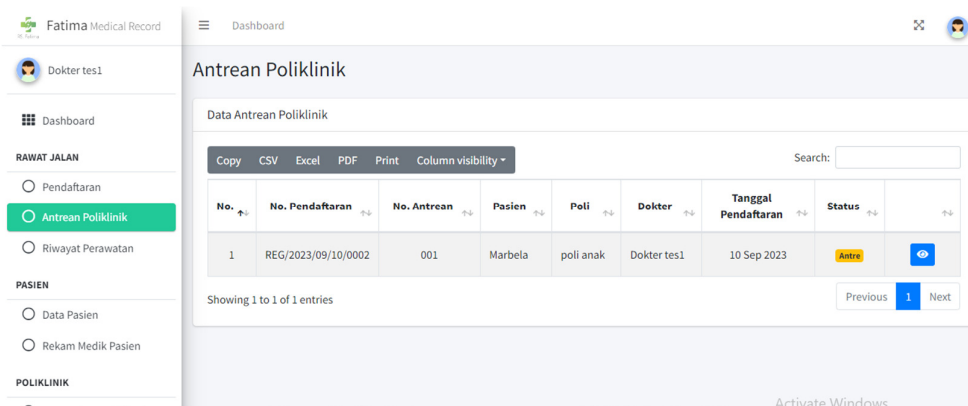 Fatima Medical Record
Dashboard
Dokter tes1
Antrean Poliklinik
Dashboard
Data Antrean Poliklinik
RAWAT JALAN
Copy CSV Excel PDF Print Column visibility
Search:
Pendaftaran
Antrean Poliklinik
Riwayat Perawatan
No. No. Pendaftaran No. Antrean Pasien Poli Dokter Tanggal Pendaftaran Status
1 REG/2023/09/10/0002 001 Marbela poli anak Dokter tes1 10 Sep 2023 Antre
PASIEN
Showing 1 to 1 of 1 entries
Previous 1 Next
Data Pasien
Rekam Medik Pasien
POLIKLINIK
Activate Windows